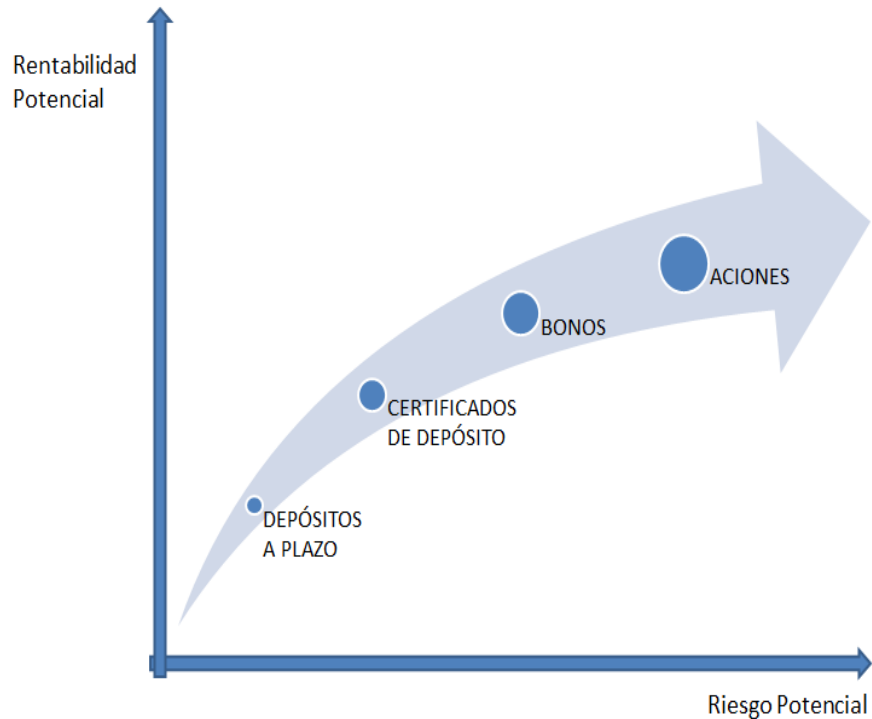 Rentabilidad
Potencial
ACIONES
BONOS
CERTIFICADOS
DE DEPÓSITO
DEPÓSITOS
A PLAZO
Riesgo Potencial